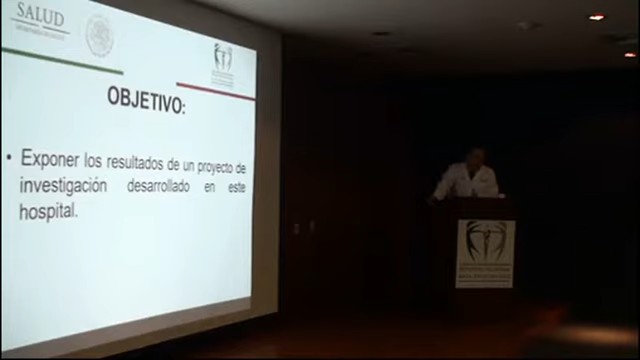 SALUD
OBJETIVO:
• Exponer los resultados de un proyecto de
investigación desarrollado en este
hospital.